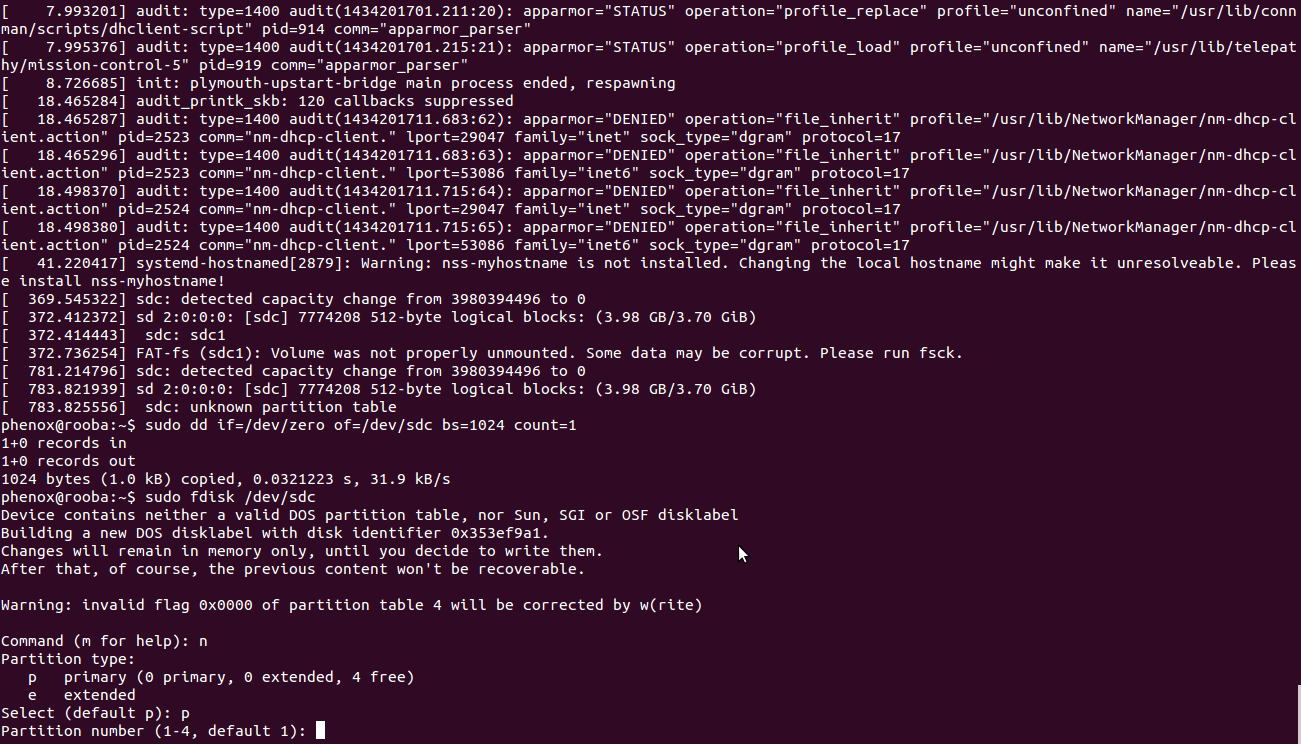 [    7.993201] audit: type=1400 audit(1434201701.211:20): apparmor="STATUS" operation="profile_replace" profile="unconfined" name="/usr/lib/conn
man/scripts/dhclient-script" pid=914 comm="apparmor_parser"
[    7.995376] audit: type=1400 audit(1434201701.215:21): apparmor="STATUS" operation="profile_load" profile="unconfined" name="/usr/lib/telepat
hy/mission-control-5" pid=919 comm="apparmor_parser"
[    8.726685] init: plymouth-upstart-bridge main process ended, respawning
[   18.465284] audit_printk_skb: 120 callbacks suppressed
[   18.465287] audit: type=1400 audit(1434201711.683:62): apparmor="DENIED" operation="file_inherit" profile="/usr/lib/NetworkManager/nm-dhcp-cl
ient.action" pid=2523 comm="nm-dhcp-client." lport=29047 family="inet" sock_type="dgram" protocol=17
[   18.465296] audit: type=1400 audit(1434201711.683:63): apparmor="DENIED" operation="file_inherit" profile="/usr/lib/NetworkManager/nm-dhcp-cl
ient.action" pid=2523 comm="nm-dhcp-client." lport=53086 family="inet6" sock_type="dgram" protocol=17
[   18.498370] audit: type=1400 audit(1434201711.715:64): apparmor="DENIED" operation="file_inherit" profile="/usr/lib/NetworkManager/nm-dhcp-cl
ient.action" pid=2524 comm="nm-dhcp-client." lport=29047 family="inet" sock_type="dgram" protocol=17
[   18.498380] audit: type=1400 audit(1434201711.715:65): apparmor="DENIED" operation="file_inherit" profile="/usr/lib/NetworkManager/nm-dhcp-cl
ient.action" pid=2524 comm="nm-dhcp-client." lport=53086 family="inet6" sock_type="dgram" protocol=17
[   41.220417] systemd-hostnamed[2879]: Warning: nss-myhostname is not installed. Changing the local hostname might make it unresolveable. Pleas
e install nss-myhostname!
[  369.545322] sdc: detected capacity change from 3980394496 to 0
[  372.412372] sd 2:0:0:0: [sdc] 7774208 512-byte logical blocks: (3.98 GB/3.70 GiB)
[  372.414443]  sdc: sdc1
[  372.736254] FAT-fs (sdc1): Volume was not properly unmounted. Some data may be corrupt. Please run fsck.
[  781.214796] sdc: detected capacity change from 3980394496 to 0
[  783.821939] sd 2:0:0:0: [sdc] 7774208 512-byte logical blocks: (3.98 GB/3.70 GiB)
[  783.825556]  sdc: unknown partition table
phenox@rooba:~$ sudo dd if=/dev/zero of=/dev/sdc bs=1024 count=1
1+0 records in
1+0 records out
1024 bytes (1.0 kB) copied, 0.0321223 s, 31.9 kB/s
phenox@rooba:~$ sudo fdisk /dev/sdc
Device contains neither a valid DOS partition table, nor Sun, SGI or OSF disklabel
Building a new DOS disklabel with disk identifier 0x353ef9a1.
Changes will remain in memory only, until you decide to write them.
After that, of course, the previous content won't be recoverable.

Warning: invalid flag 0x0000 of partition table 4 will be corrected by w(rite)

Command (m for help): n
Partition type:
   p   primary (0 primary, 0 extended, 4 free)
   e   extended
Select (default p): p
Partition number (1-4, default 1):